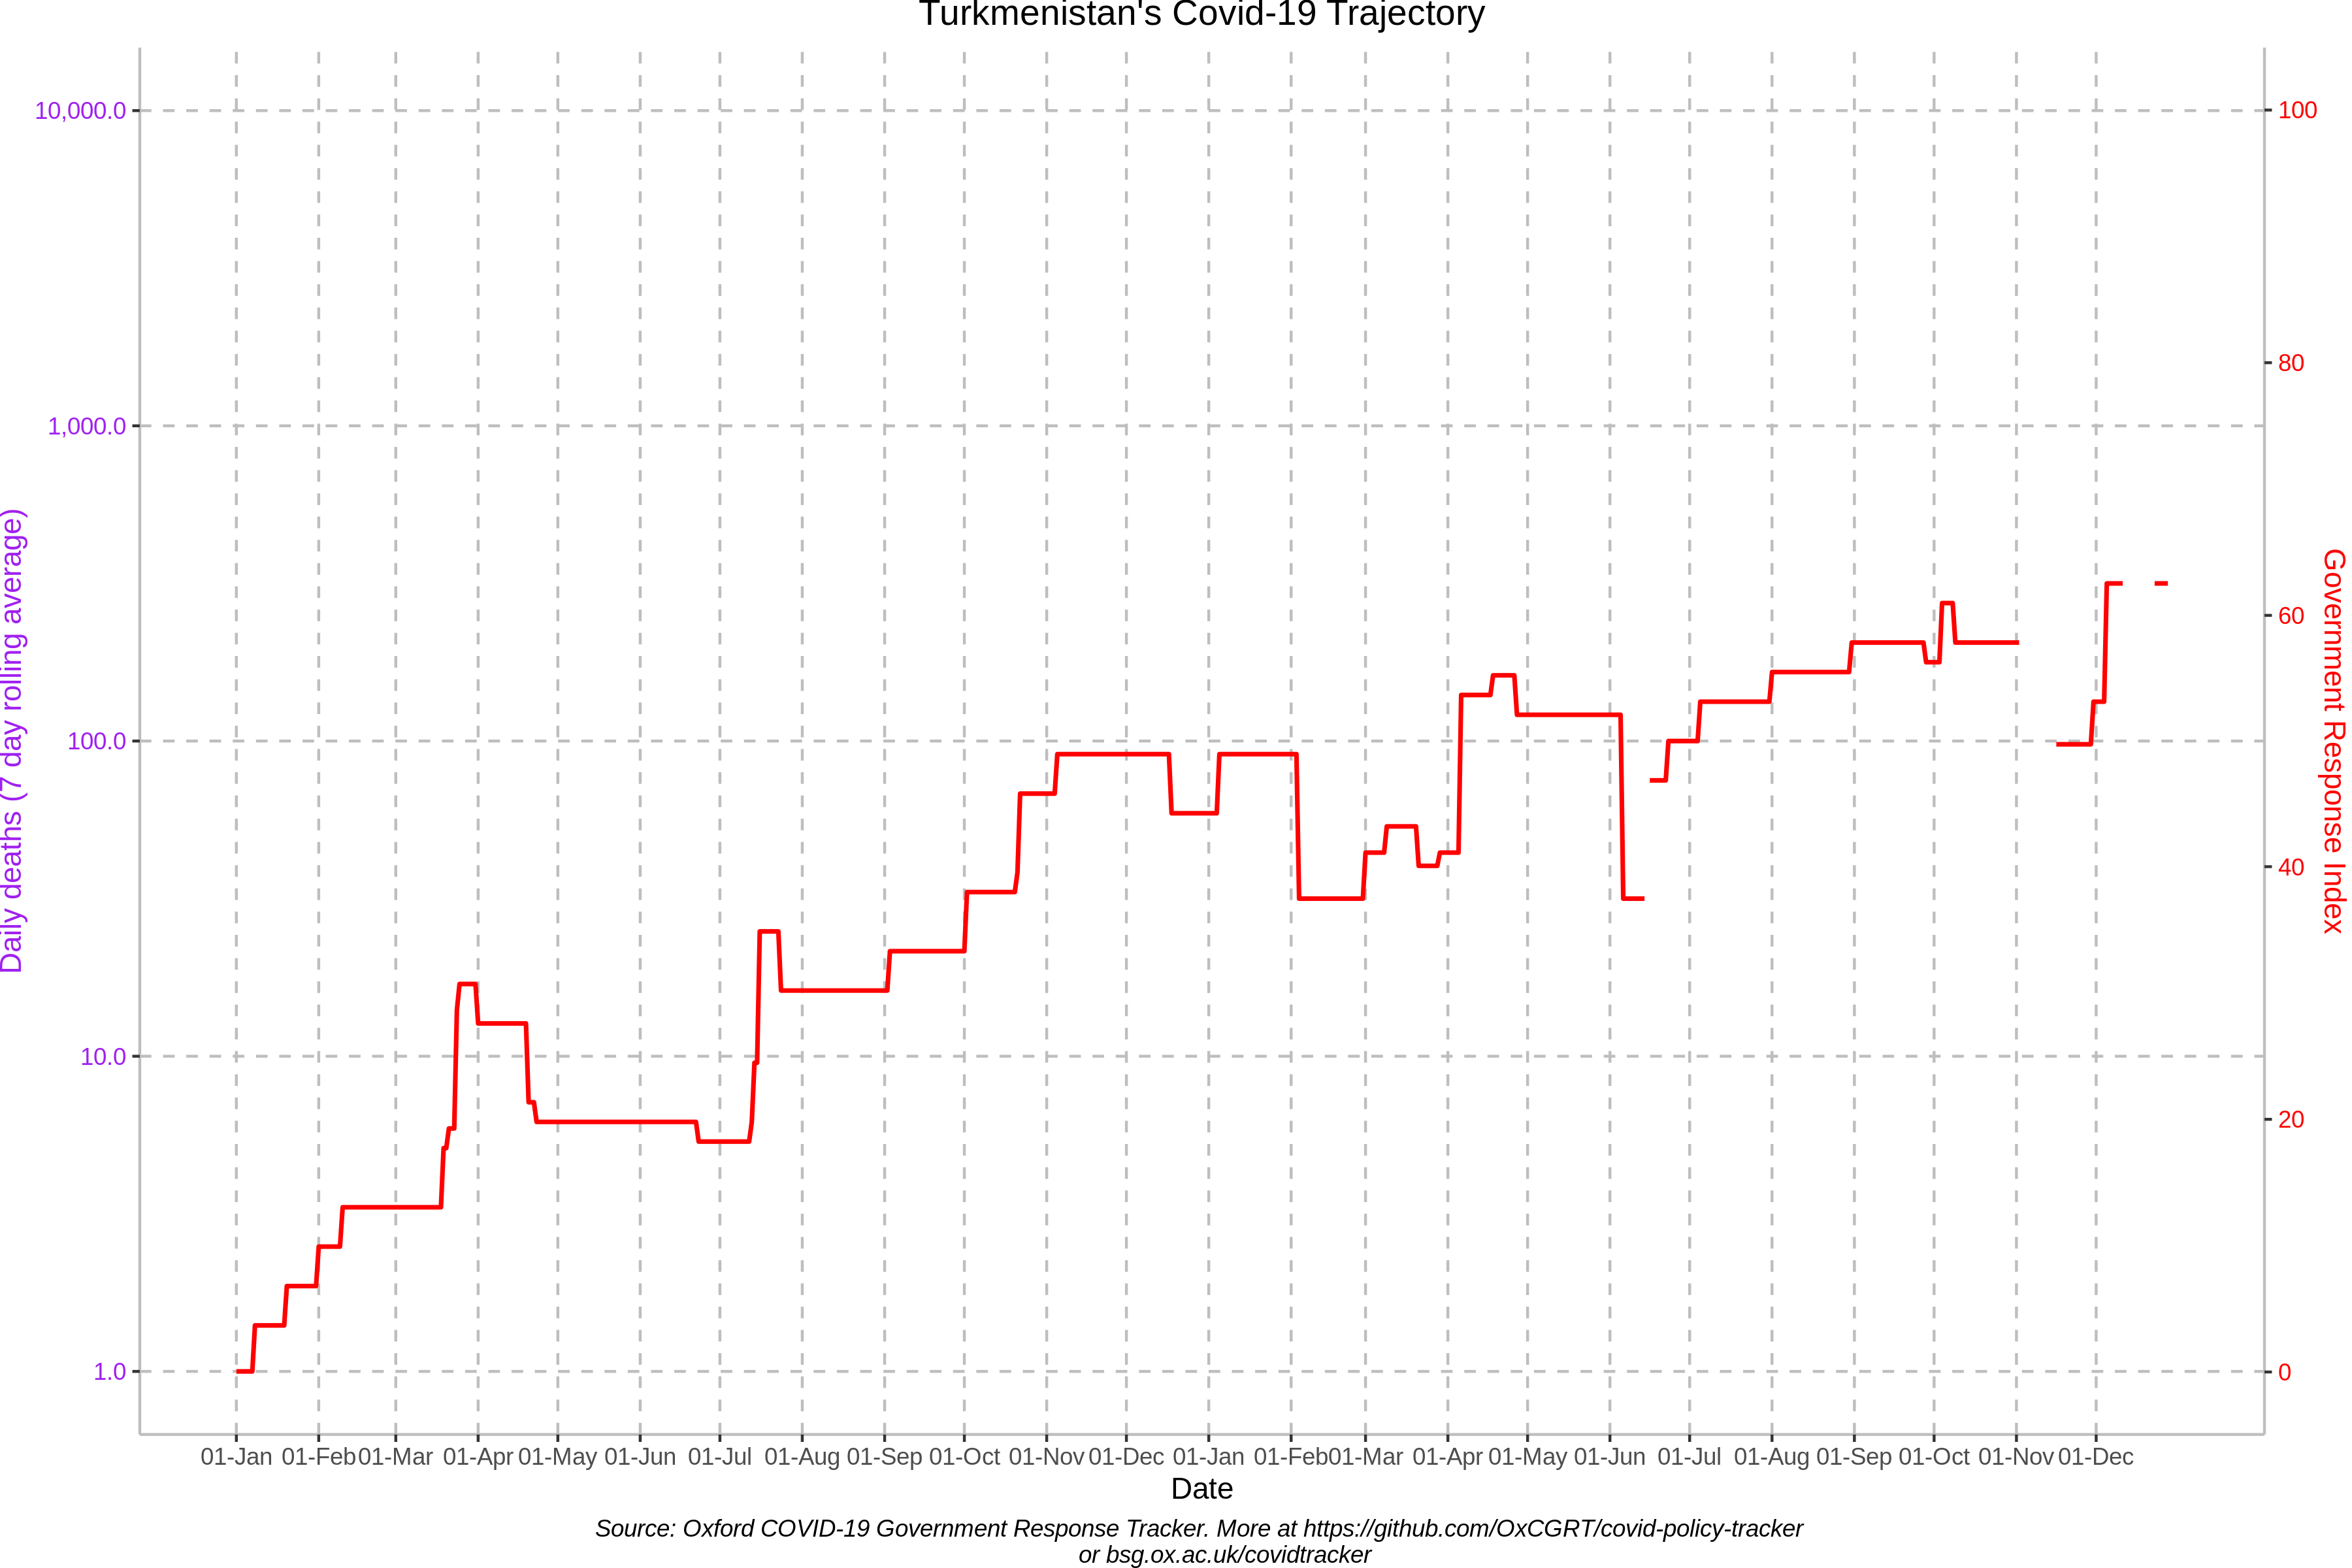 Turkmenistan's Covid-19 Trajectory
10,000.0
1,000.0
100.0
10.0
1.0
Daily deaths (7 day rolling average)
100
80
60
40
20
0
Government Response Index
01-Jan 01-Feb 01-Mar 01-Apr 01-May 01-Jun 01-Jul 01-Aug 01-Sep 01-Oct 01-Nov 01-Dec 01-Jan 01-Feb 01-Mar 01-Apr 01-May 01-Jun 01-Jul 01-Aug 01-Sep 01-Oct 01-Nov 01-Dec
Date
Source: Oxford COVID-19 Government Response Tracker. More at https://github.com/OxCGRT/covid-policy-tracker
or bsg.ox.ac.uk/covidtracker